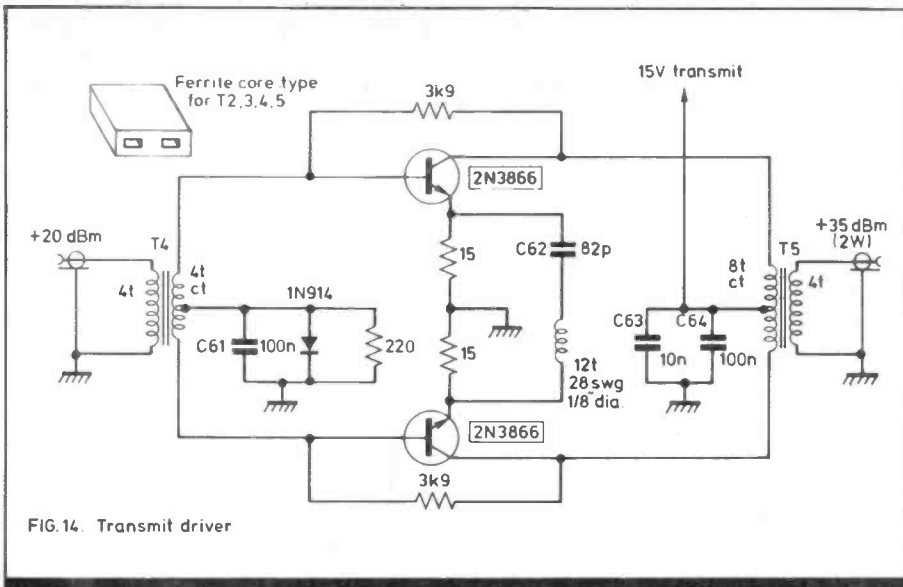 Ferrite core type
for T2,3,4,5
15V transmit
3k9
2N3866
+20 dBm
T4
4t
4t
ct
1N914
C61
100n
220
15
15
C62
82p
12t
28 swg
1/8" dia.
C63
10n
C64
100n
8t
ct
T5
4t
+35 dBm
(2W)
2N3866
3k9
FIG. 14. Transmit driver